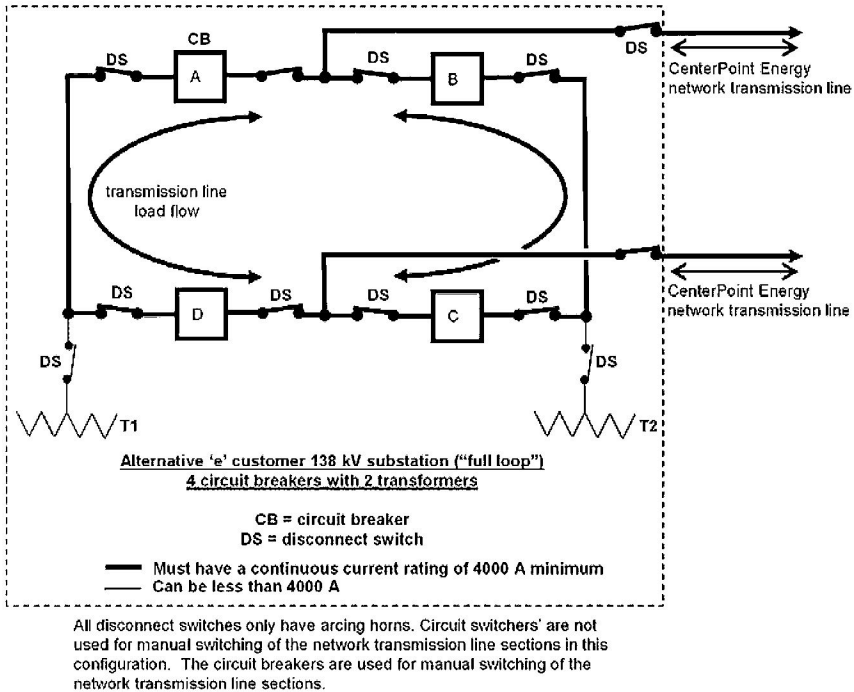 CB
DS
DS
DS
DS
A
B
CenterPoint Energy
network transmission line
transmission line
load flow
DS
DS
DS
DS
D
C
CenterPoint Energy
network transmission line
DS
DS
T1
T2
Alternative ‘e’ customer 138 kV substation (“full loop”)
4 circuit breakers with 2 transformers
CB = circuit breaker
DS = disconnect switch
Must have a continuous current rating of 4000 A minimum
Can be less than 4000 A
All disconnect switches only have arcing horns. Circuit switchers’ are not
used for manual switching of the network transmission line sections in this
configuration. The circuit breakers are used for manual switching of the
network transmission line sections.